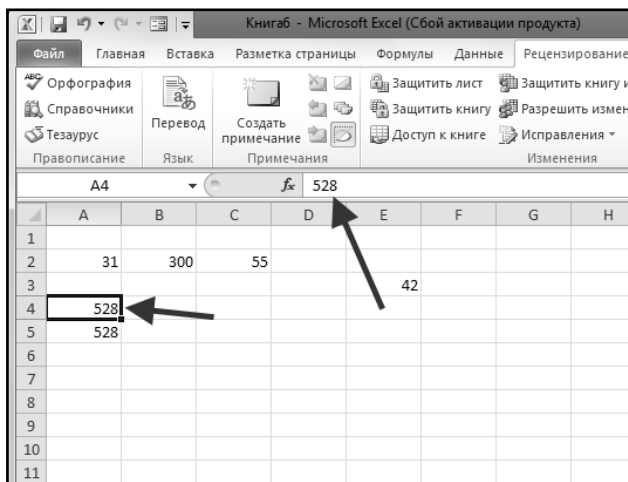 Книга6 - Microsoft Excel (Сбой активации продукта)
Файл Главная Вставка Разметка страницы Формулы Данные Рецензирование
ABC Орфография
Справочники
Тезаурус
Правописание
Перевод
Язык
Создать
примечание
Примечания
Защитить лист
Защитить книгу
Доступ к книге
Защитить книгу и
Разрешить измен
Исправления
Изменения
A4 fx 528
A B C D E F G H
1
2 31 300 55
3 42
4 528
5 528
6
7
8
9
10
11